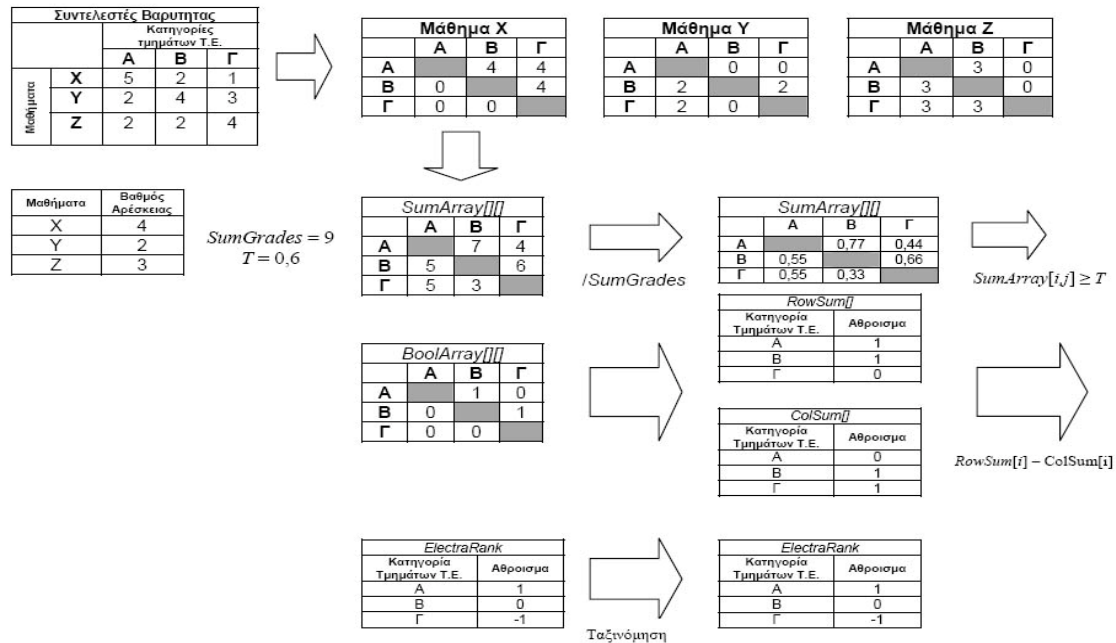 Συντελεστές Βαρυτητας
Κατηγορίες
τμημάτων Τ.Ε.
Α Β Γ
Μαθήματα
Χ 5 2 1
Υ 2 4 3
Ζ 2 2 4
Μάθημα Χ
Α Β Γ
Α 4 4
Β 0 4
Γ 0 0
Μάθημα Υ
Α Β Γ
Α 0 0
Β 2 2
Γ 2 0
Μάθημα Ζ
Α Β Γ
Α 3 0
Β 3 0
Γ 3 3
Μαθήματα Βαθμός
Αρέσκειας
Χ 4
Υ 2
Ζ 3
SumGrades = 9
T = 0,6
SumArray[][]
Α Β Γ
Α 7 4
Β 5 6
Γ 5 3
/SumGrades
SumArray[][]
Α Β Γ
Α 0,77 0,44
Β 0,55 0,66
Γ 0,55 0,33
SumArray[i,j] ≥ T
BoolArray[][]
Α Β Γ
Α 1 0
Β 0 1
Γ 0 0
RowSum[]
Κατηγορία
Τμημάτων Τ.Ε. Αθροισμα
Α 1
Β 1
Γ 0
ColSum[]
Κατηγορία
Τμημάτων Τ.Ε. Αθροισμα
Α 0
Β 1
Γ 1
RowSum[i] – ColSum[i]
ElectraRank
Κατηγορία
Τμημάτων Τ.Ε. Αθροισμα
Α 1
Β 0
Γ -1
Ταξινόμηση
ElectraRank
Κατηγορία
Τμημάτων Τ.Ε. Αθροισμα
Α 1
Β 0
Γ -1